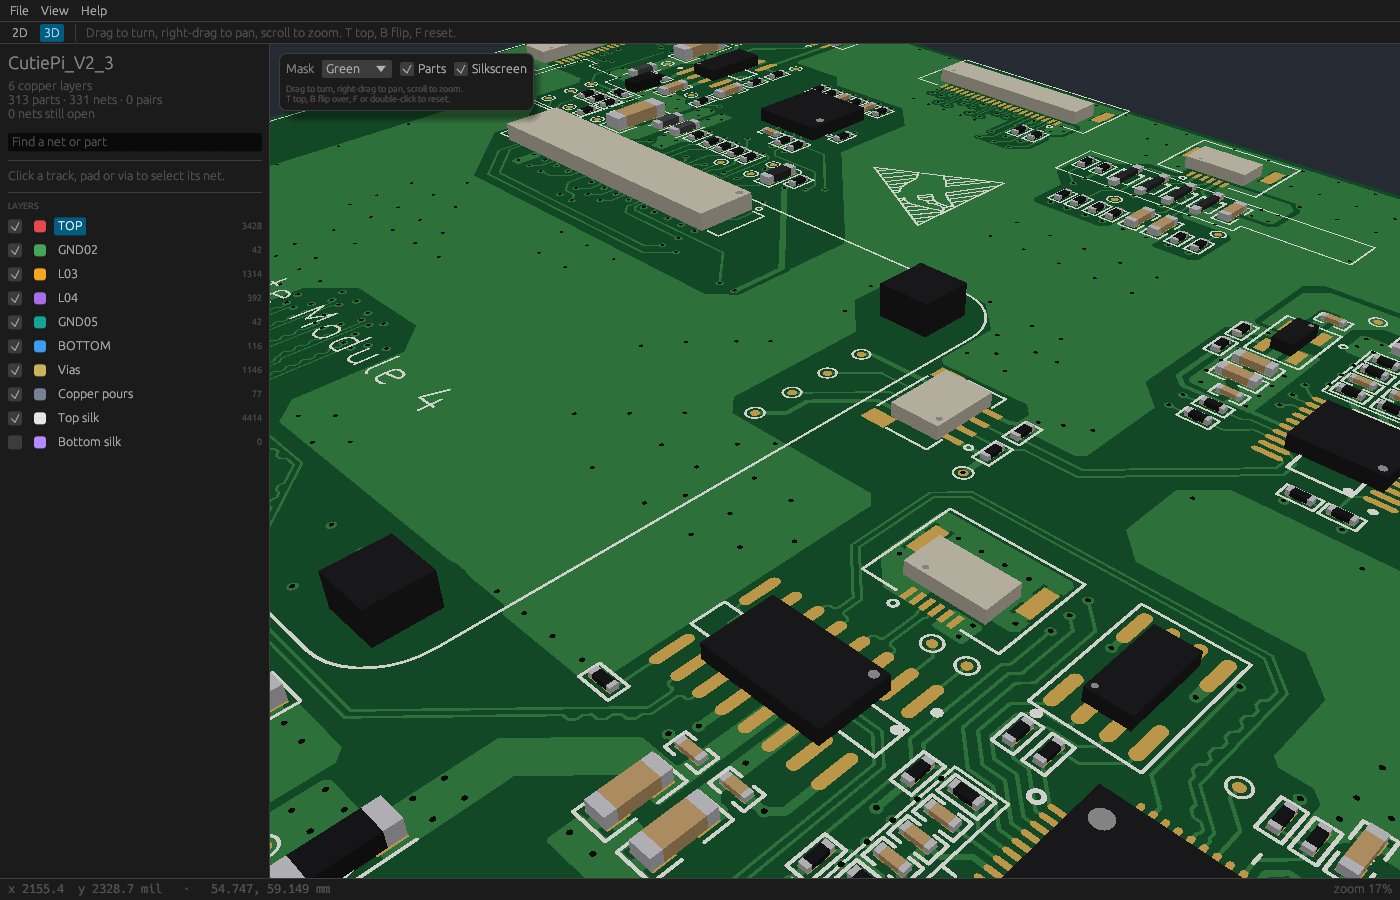 File View Help
2D 3D Drag to turn, right-drag to pan, scroll to zoom. T top, B flip, F reset.
CutiePi_V2_3
6 copper layers
313 parts · 331 nets · 0 pairs
0 nets still open
Find a net or part
Click a track, pad or via to select its net.
LAYERS
TOP 3428
GND02 42
L03 1314
L04 392
GND05 42
BOTTOM 116
Vias 1146
Copper pours 77
Top silk 4414
Bottom silk 0
Mask Green Parts Silkscreen
Drag to turn, right-drag to pan, scroll to zoom.
T top, B flip over, F or double-click to reset.
Module 4
x 2155.4 y 2328.7 mil · 54.747, 59.149 mm
zoom 17%